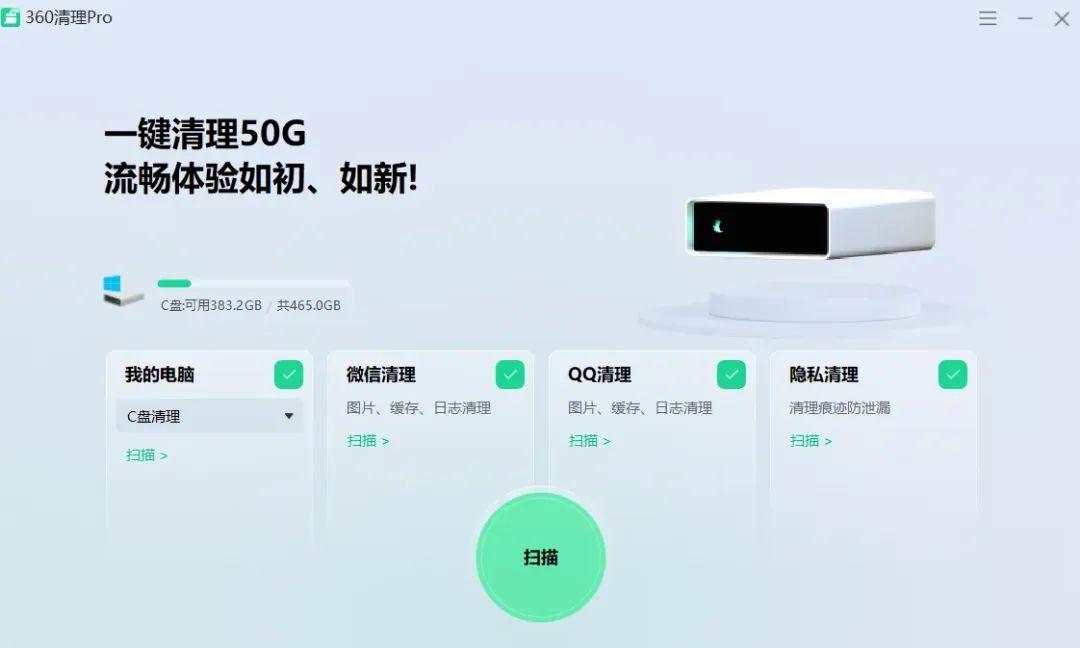 360清理Pro
一键清理50G
流畅体验如初、如新!
C盘:可用383.2GB / 共465.0GB
我的电脑
C盘清理
扫描 >
微信清理
图片、缓存、日志清理
扫描 >
QQ清理
图片、缓存、日志清理
扫描 >
隐私清理
清理痕迹防泄漏
扫描 >
扫描